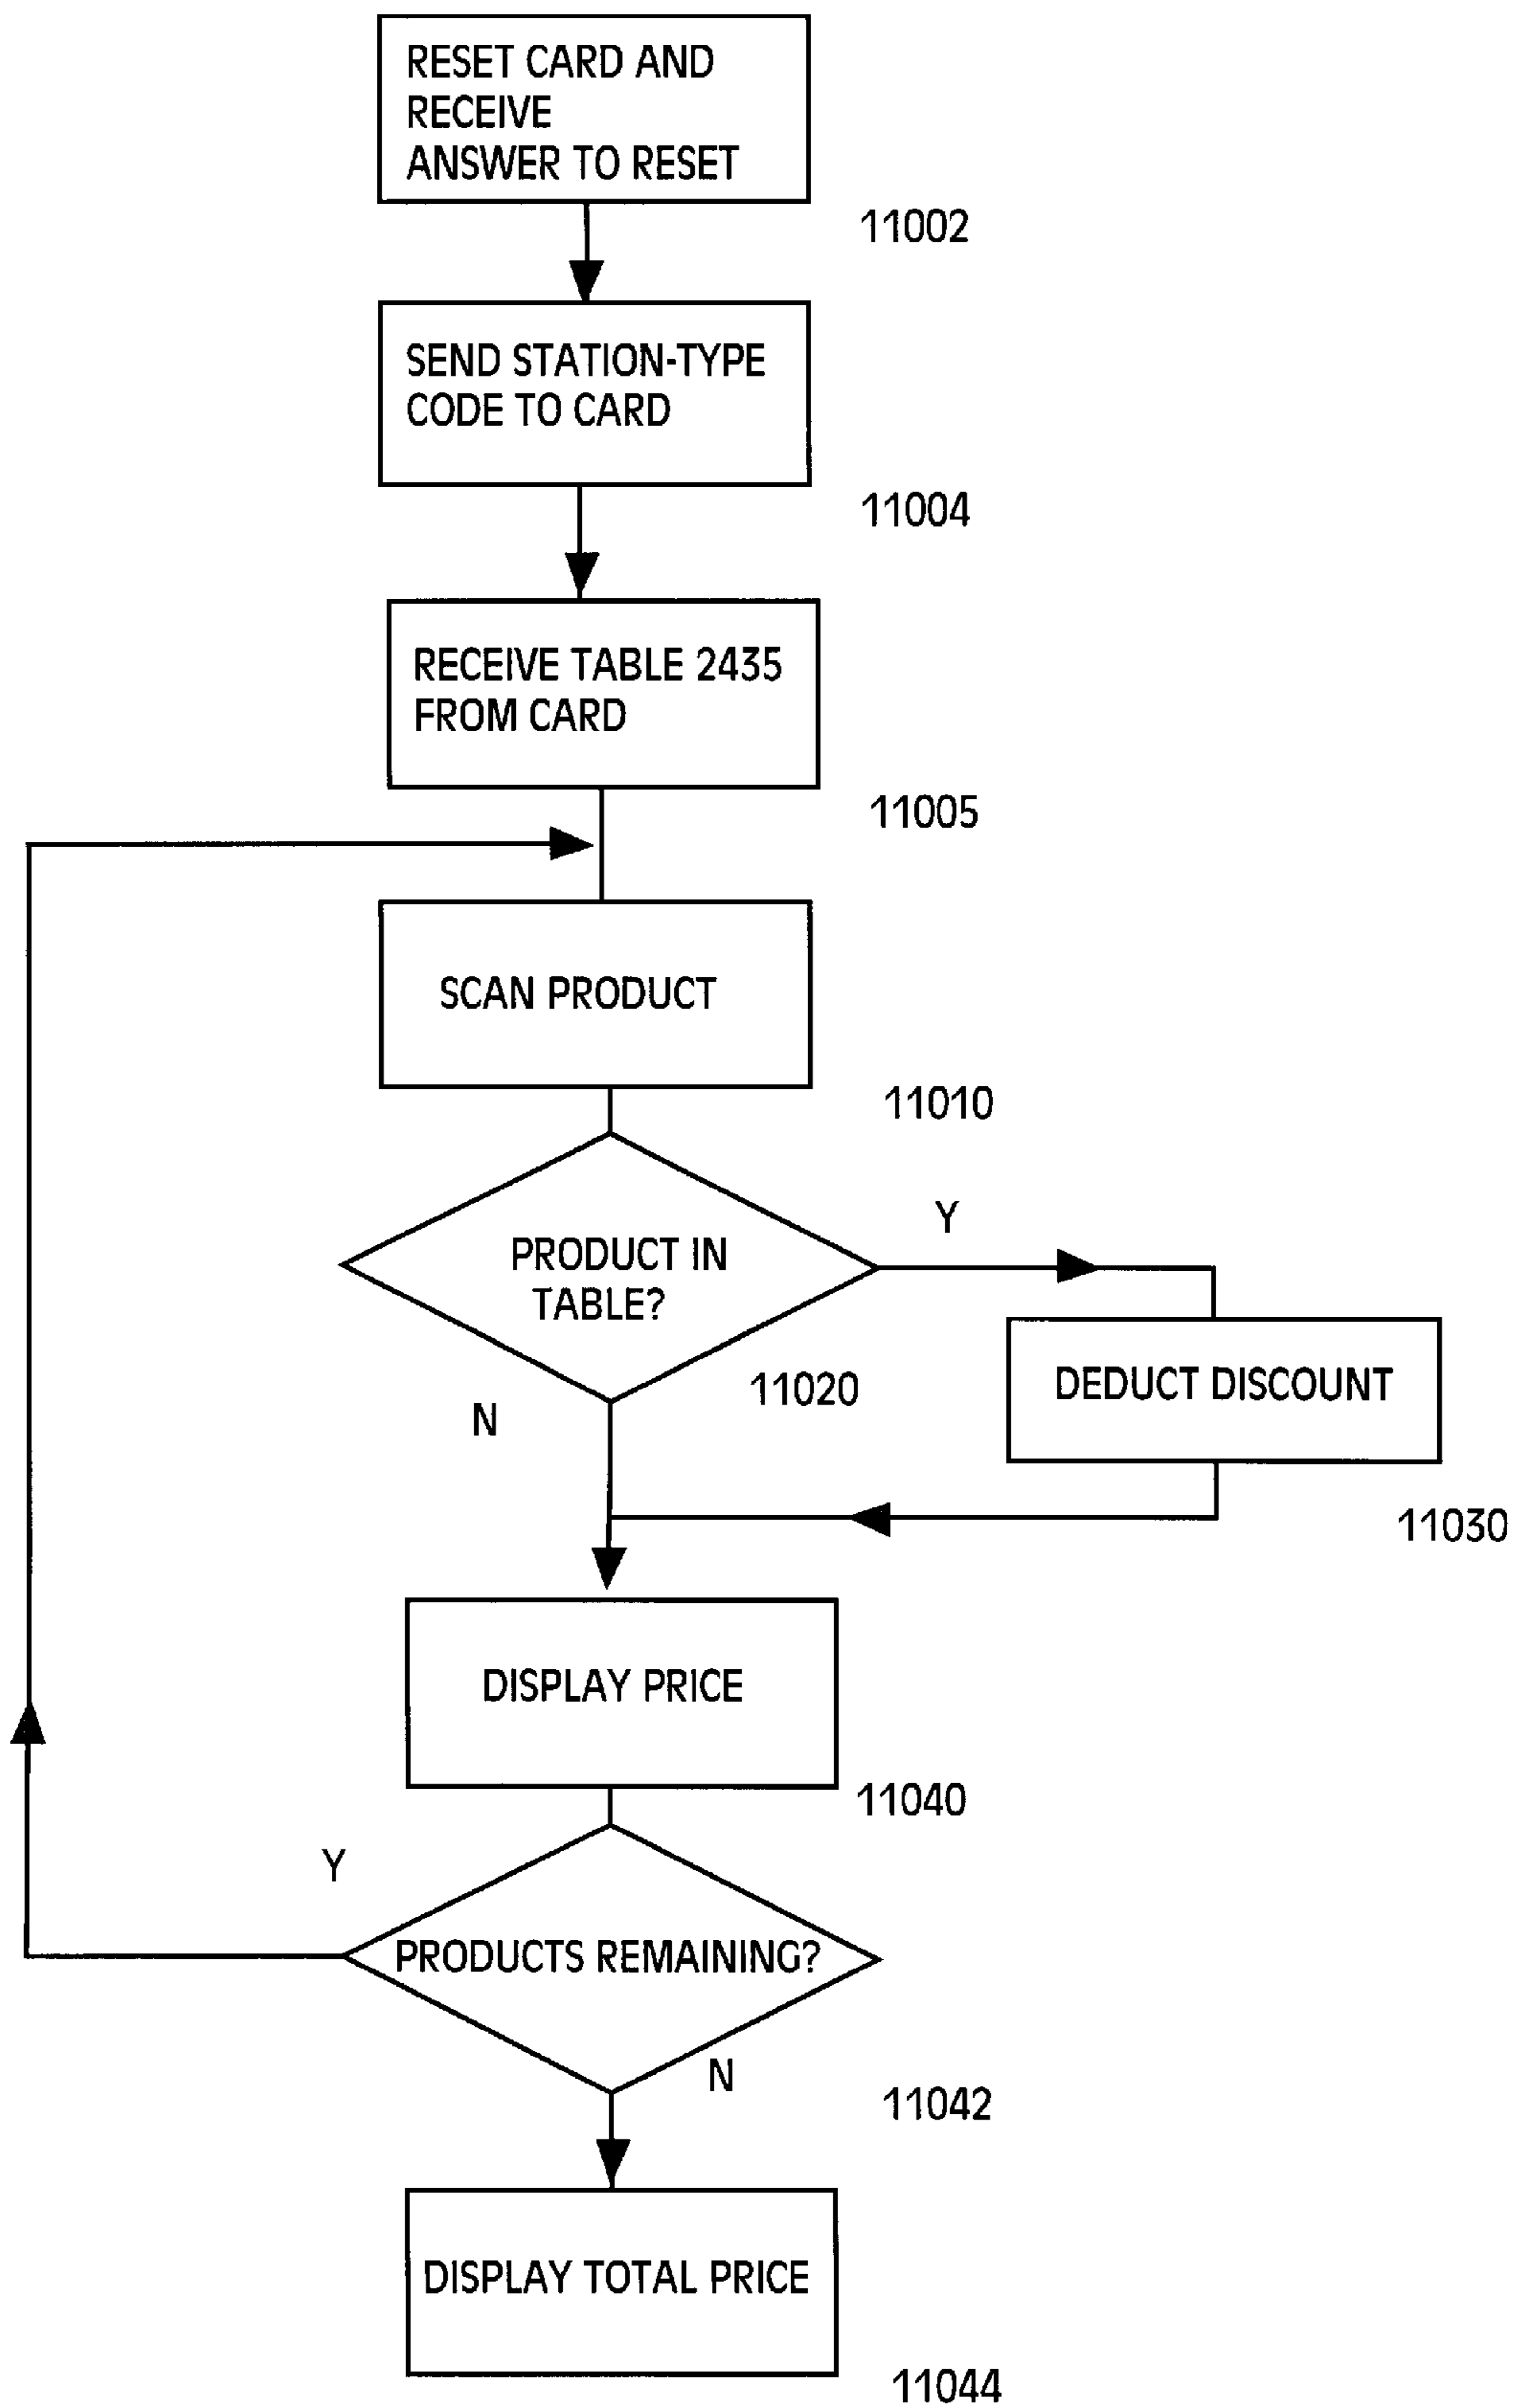 RESET CARD AND
RECEIVE
ANSWER TO RESET
11002
SEND STATION-TYPE
CODE TO CARD
11004
RECEIVE TABLE 2435
FROM CARD
11005
SCAN PRODUCT
11010
PRODUCT IN
TABLE?
11020
Y
N
DEDUCT DISCOUNT
11030
DISPLAY PRICE
11040
Y
PRODUCTS REMAINING?
N
11042
DISPLAY TOTAL PRICE
11044